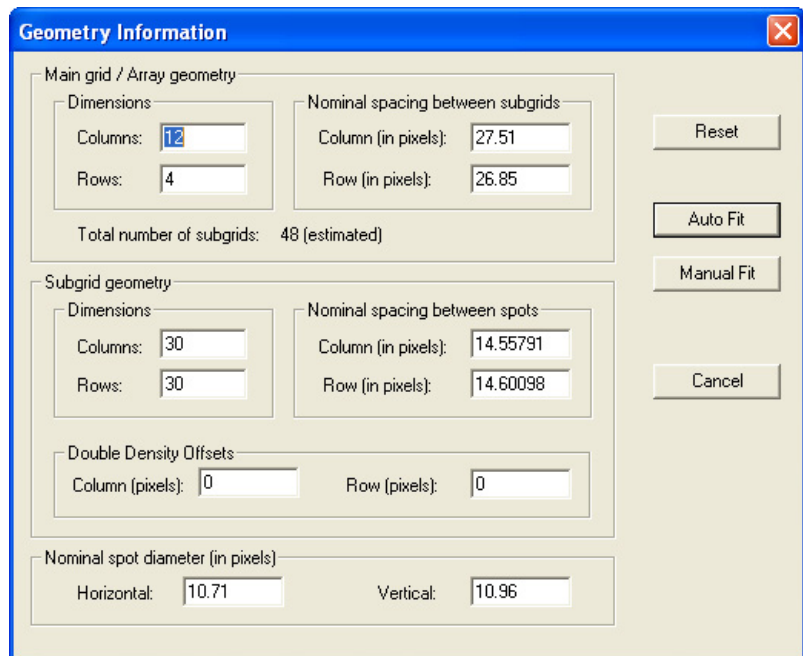 Geometry Information
Main grid / Array geometry
Dimensions
Columns: 12
Rows: 4
Nominal spacing between subgrids
Column (in pixels): 27.51
Row (in pixels): 26.85
Total number of subgrids: 48 (estimated)
Subgrid geometry
Dimensions
Columns: 30
Rows: 30
Nominal spacing between spots
Column (in pixels): 14.55791
Row (in pixels): 14.60098
Double Density Offsets
Column (pixels): 0 Row (pixels): 0
Nominal spot diameter (in pixels)
Horizontal: 10.71 Vertical: 10.96
Reset
Auto Fit
Manual Fit
Cancel